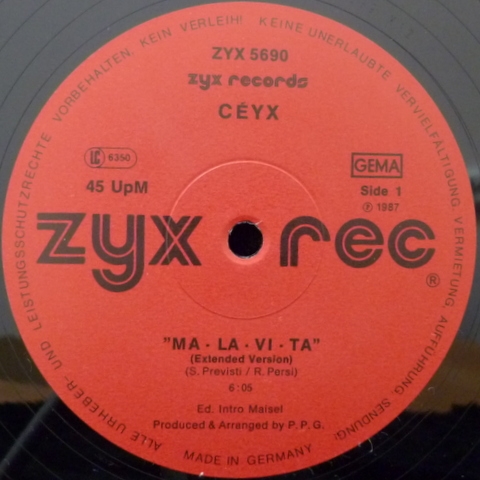 ALLE URHEBER- UND LEISTUNGSSCHUTZRECHTE VORBEHALTEN. KEIN VERLEIH! KEINE UNERLAUBTE VERVIELFÄLTIGUNG, VERMIETUNG, AUFFÜHRUNG, SENDUNG!
ZYX 5690
zyx records
CÉYX
LC 6350
GEMA
45 UpM
Side 1
℗ 1987
zyx rec
®
"MA · LA · VI · TA"
(Extended Version)
(S. Previsti / R. Persi)
6:05
Ed. Intro Maisel
Produced & Arranged by P. P. G.
MADE IN GERMANY